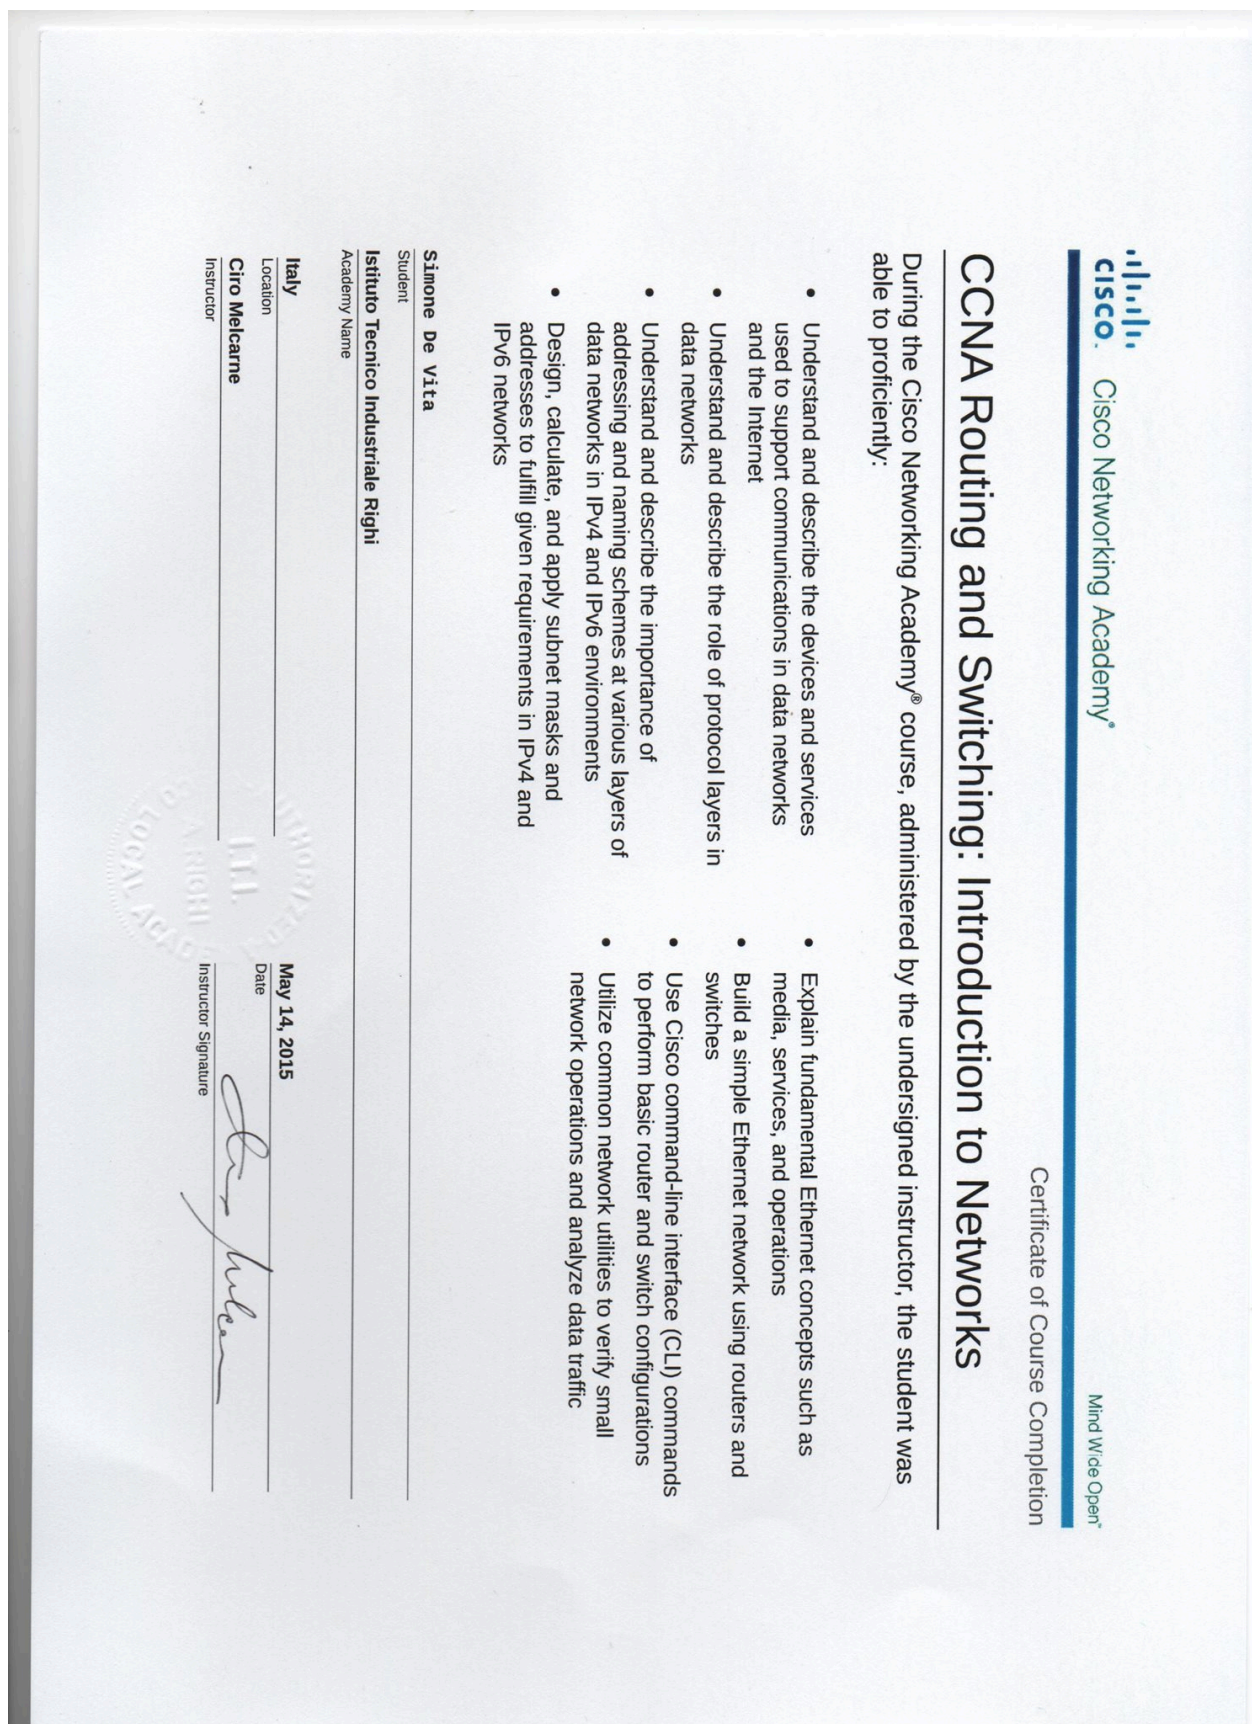 CISCO. Cisco Networking Academy® Mind Wide Open™
Certificate of Course Completion
CCNA Routing and Switching: Introduction to Networks
During the Cisco Networking Academy® course, administered by the undersigned instructor, the student was
able to proficiently:
• Understand and describe the devices and services
used to support communications in data networks
and the Internet
• Understand and describe the role of protocol layers in
data networks
• Understand and describe the importance of
addressing and naming schemes at various layers of
data networks in IPv4 and IPv6 environments
• Design, calculate, and apply subnet masks and
addresses to fulfill given requirements in IPv4 and
IPv6 networks
• Explain fundamental Ethernet concepts such as
media, services, and operations
• Build a simple Ethernet network using routers and
switches
• Use Cisco command-line interface (CLI) commands
to perform basic router and switch configurations
• Utilize common network utilities to verify small
network operations and analyze data traffic
Simone De Vita
Student
Istituto Tecnico Industriale Righi
Academy Name
Italy
Location
May 14, 2015
Date
Ciro Melcarne
Instructor
Instructor Signature
I.T.I.
A. RIGHI